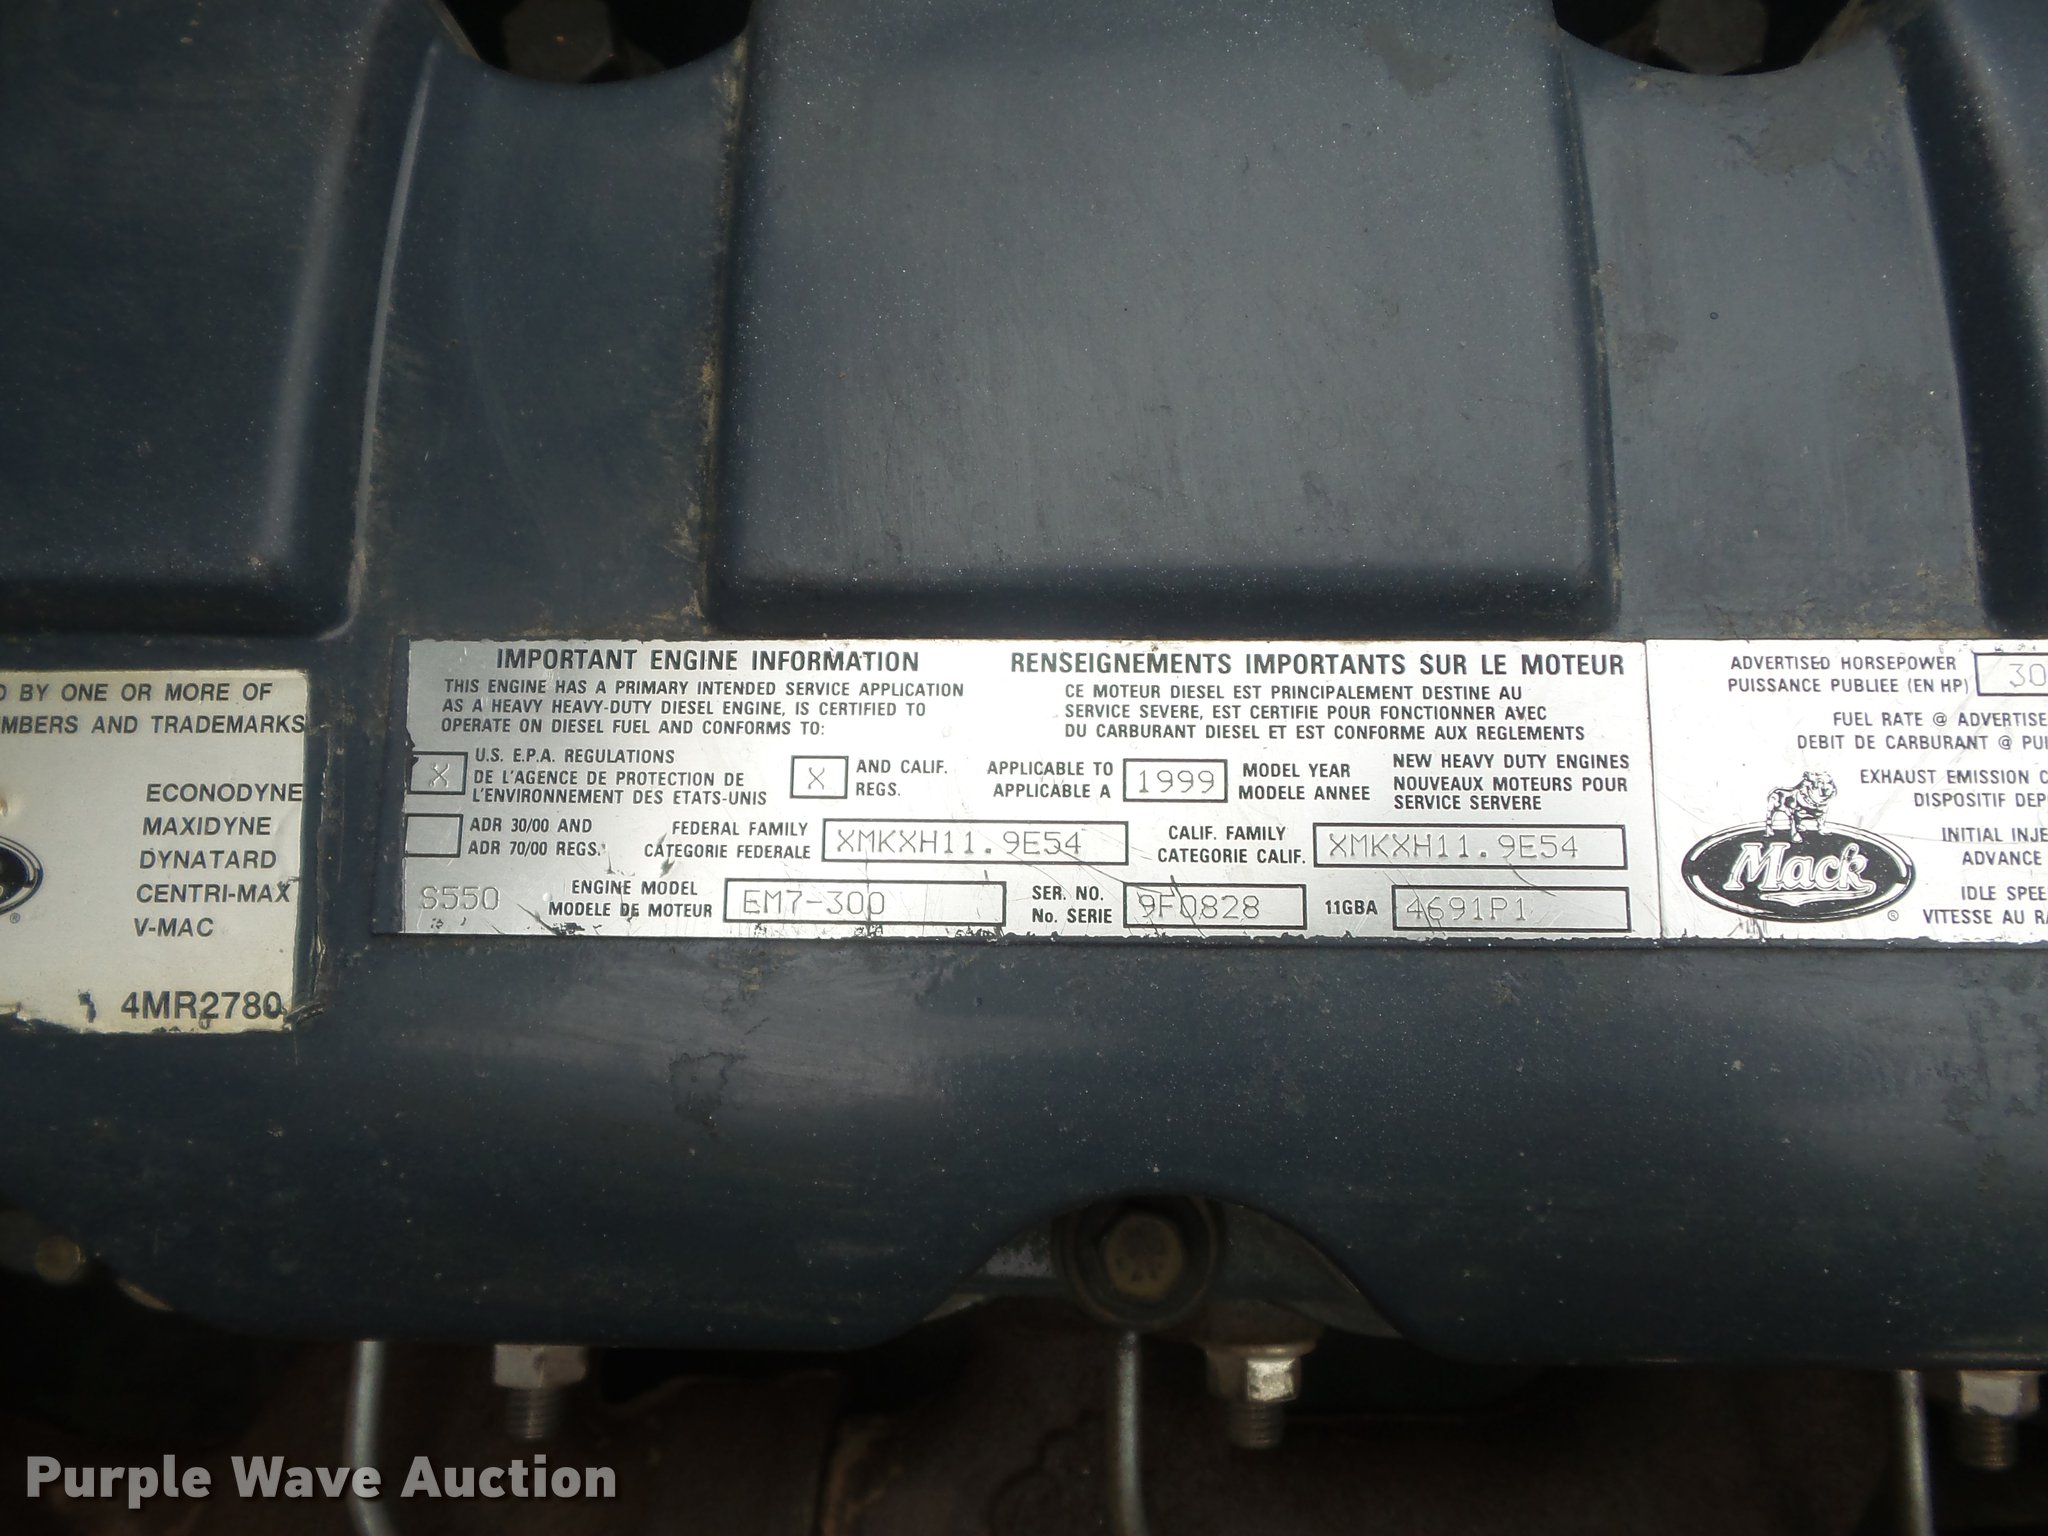 D BY ONE OR MORE OF
MBERS AND TRADEMARKS
ECONODYNE
MAXIDYNE
DYNATARD
CENTRI-MAX
V-MAC
®
4MR2780
IMPORTANT ENGINE INFORMATION
THIS ENGINE HAS A PRIMARY INTENDED SERVICE APPLICATION
AS A HEAVY HEAVY-DUTY DIESEL ENGINE, IS CERTIFIED TO
OPERATE ON DIESEL FUEL AND CONFORMS TO:
RENSEIGNEMENTS IMPORTANTS SUR LE MOTEUR
CE MOTEUR DIESEL EST PRINCIPALEMENT DESTINE AU
SERVICE SEVERE, EST CERTIFIE POUR FONCTIONNER AVEC
DU CARBURANT DIESEL ET EST CONFORME AUX REGLEMENTS
X
U.S. E.P.A. REGULATIONS
DE L'AGENCE DE PROTECTION DE
L'ENVIRONNEMENT DES ETATS-UNIS
X
AND CALIF.
REGS.
APPLICABLE TO
APPLICABLE A
1999
MODEL YEAR
MODELE ANNEE
NEW HEAVY DUTY ENGINES
NOUVEAUX MOTEURS POUR
SERVICE SERVERE
ADR 30/00 AND
ADR 70/00 REGS.
FEDERAL FAMILY
CATEGORIE FEDERALE
XMKXH11.9E54
CALIF. FAMILY
CATEGORIE CALIF.
XMKXH11.9E54
S550
ENGINE MODEL
MODELE DE MOTEUR
EM7-300
SER. NO.
No. SERIE
9F0828
11GBA
4691P1
ADVERTISED HORSEPOWER
PUISSANCE PUBLIEE (EN HP)
30
FUEL RATE @ ADVERTISE
DEBIT DE CARBURANT @ PUI
EXHAUST EMISSION C
DISPOSITIF DEP
INITIAL INJE
ADVANCE
IDLE SPEE
VITESSE AU RA
Mack
®
Purple Wave Auction